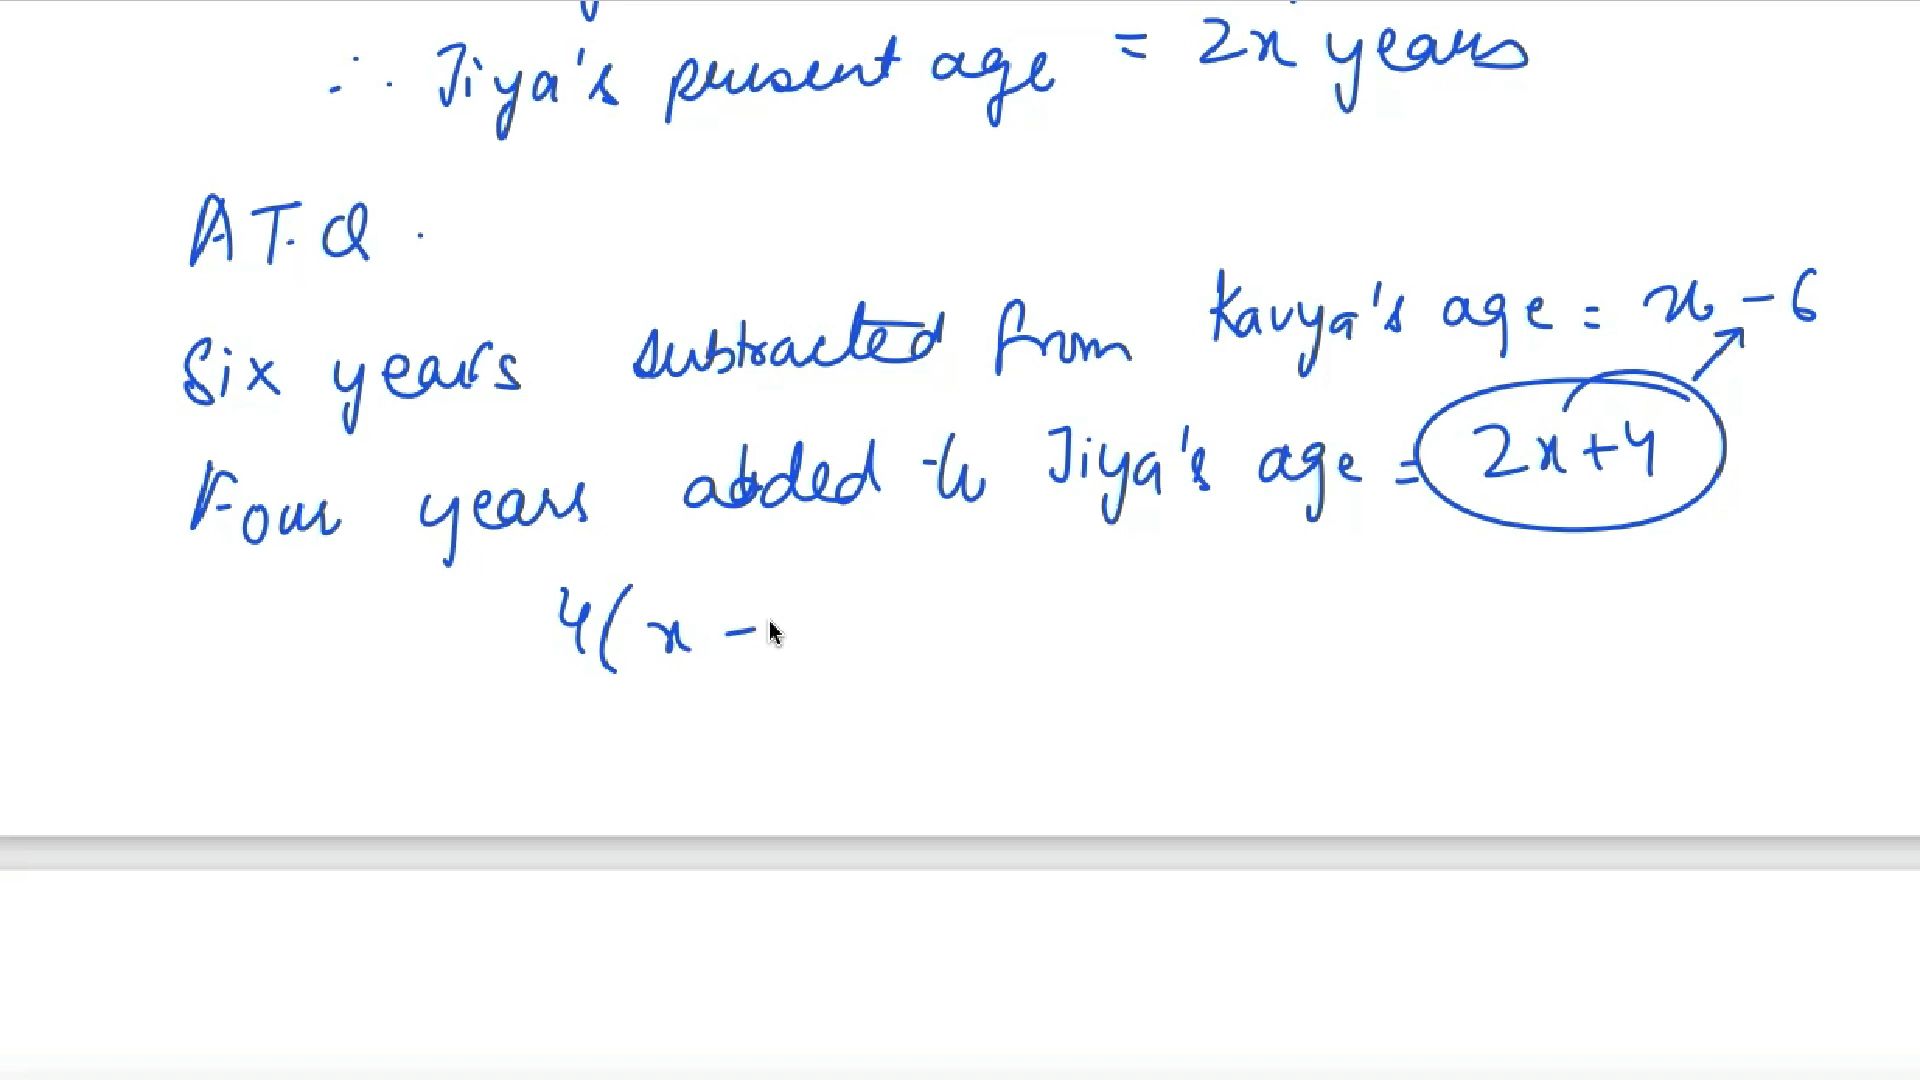 ∴ Jiya's present age = 2x years
A.T.Q.
Six years subtracted from Kavya's age = x - 6
Four years added to Jiya's age = 2x+4
4(x -